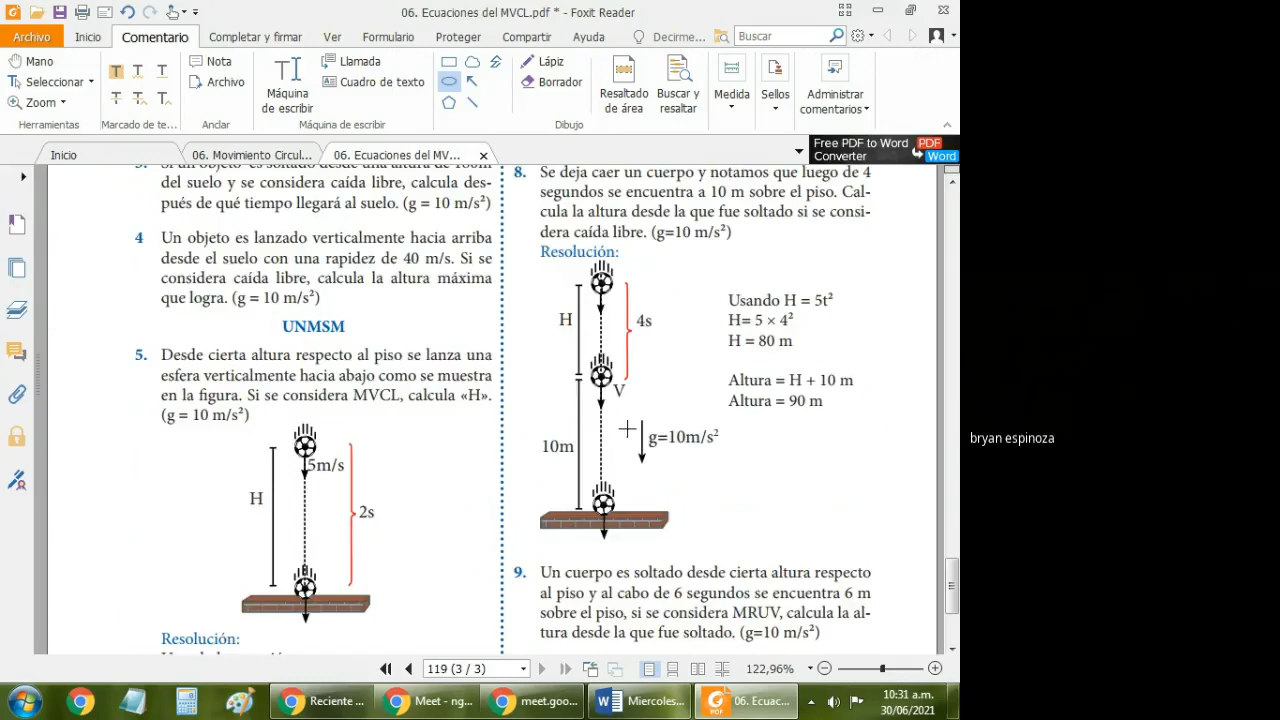 06. Ecuaciones del MVCL.pdf * - Foxit Reader
Archivo
Inicio
Comentario
Completar y firmar
Ver
Formulario
Proteger
Compartir
Ayuda
Decirme...
Buscar
Mano
Seleccionar
Zoom
Herramientas
Marcado de te...
Nota
Archivo
Anclar
Máquina
de escribir
Llamada
Cuadro de texto
Máquina de escribir
Lápiz
Borrador
Dibujo
Resaltado
de área
Buscar y
resaltar
Medida
Sellos
Administrar
comentarios
Inicio
06. Movimiento Circul...
06. Ecuaciones del MV...
Free PDF to Word
Converter
PDF
Word
del suelo y se considera caída libre, calcula des-
pués de qué tiempo llegará al suelo. (g = 10 m/s²)
4 Un objeto es lanzado verticalmente hacia arriba
desde el suelo con una rapidez de 40 m/s. Si se
considera caída libre, calcula la altura máxima
que logra. (g = 10 m/s²)
UNMSM
5. Desde cierta altura respecto al piso se lanza una
esfera verticalmente hacia abajo como se muestra
en la figura. Si se considera MVCL, calcula «H».
(g = 10 m/s²)
5m/s
H
2s
Resolución:
8. Se deja caer un cuerpo y notamos que luego de 4
segundos se encuentra a 10 m sobre el piso. Cal-
cula la altura desde la que fue soltado si se consi-
dera caída libre. (g=10 m/s²)
Resolución:
H
4s
V
10m
g=10m/s²
Usando H = 5t²
H= 5 × 4²
H = 80 m
Altura = H + 10 m
Altura = 90 m
9. Un cuerpo es soltado desde cierta altura respecto
al piso y al cabo de 6 segundos se encuentra 6 m
sobre el piso, si se considera MRUV, calcula la al-
tura desde la que fue soltado. (g=10 m/s²)
bryan espinoza
119 (3 / 3)
122,96%
Reciente ...
Meet - ng...
meet.goo...
Miercoles...
06. Ecuac...
10:31 a.m.
30/06/2021